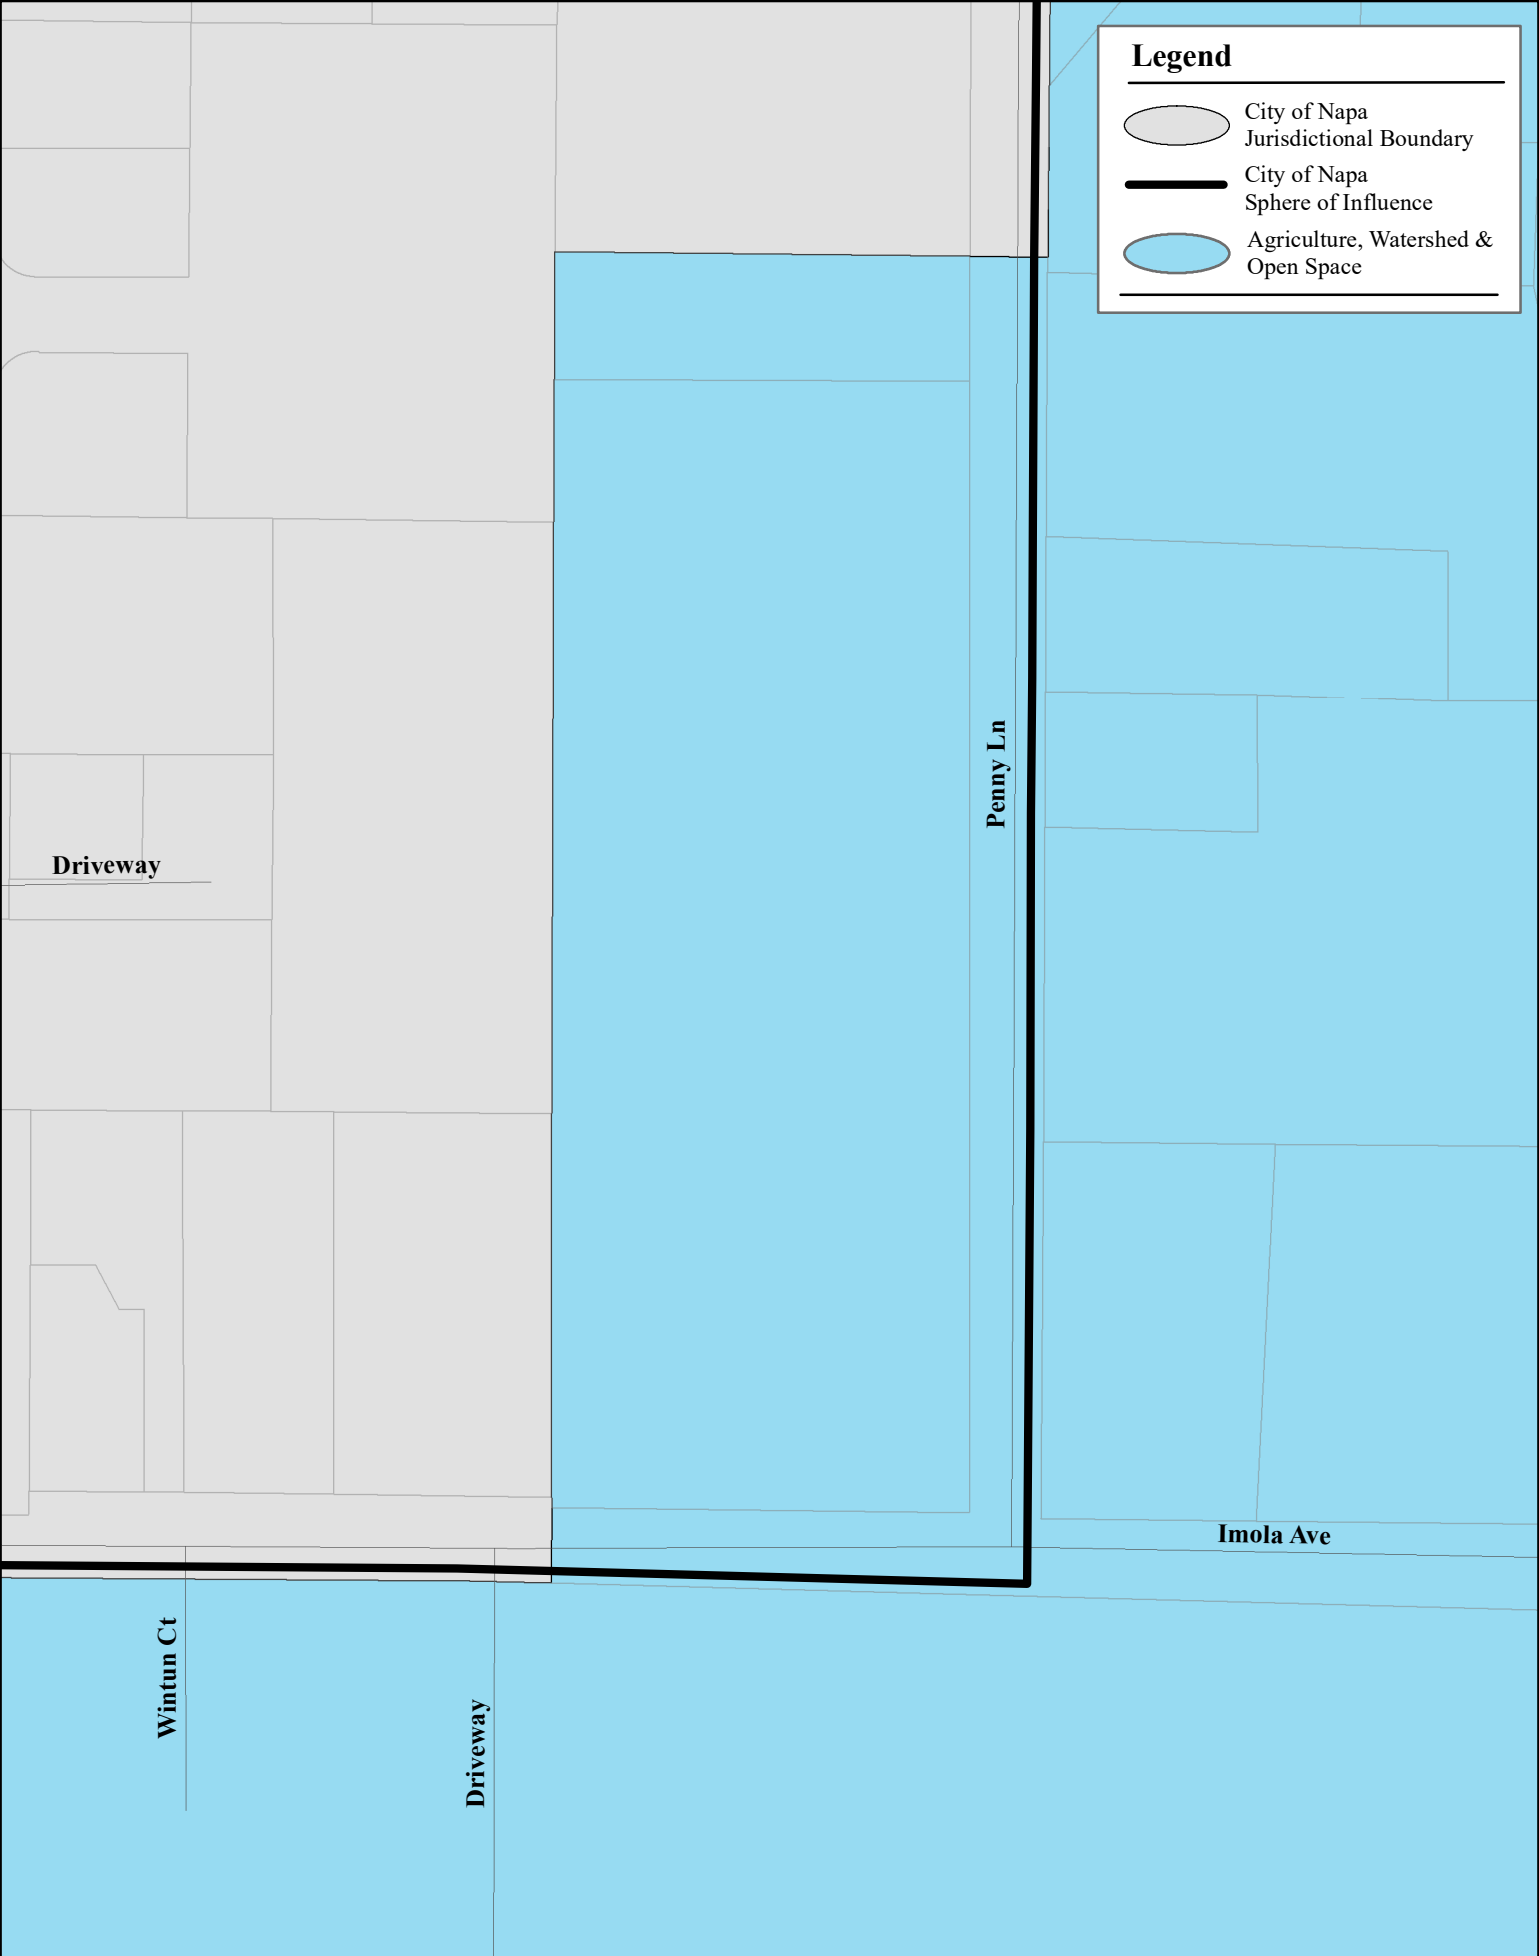 Legend
City of Napa
Jurisdictional Boundary
City of Napa
Sphere of Influence
Agriculture, Watershed &
Open Space
Penny Ln
Driveway
Imola Ave
Wintun Ct
Driveway